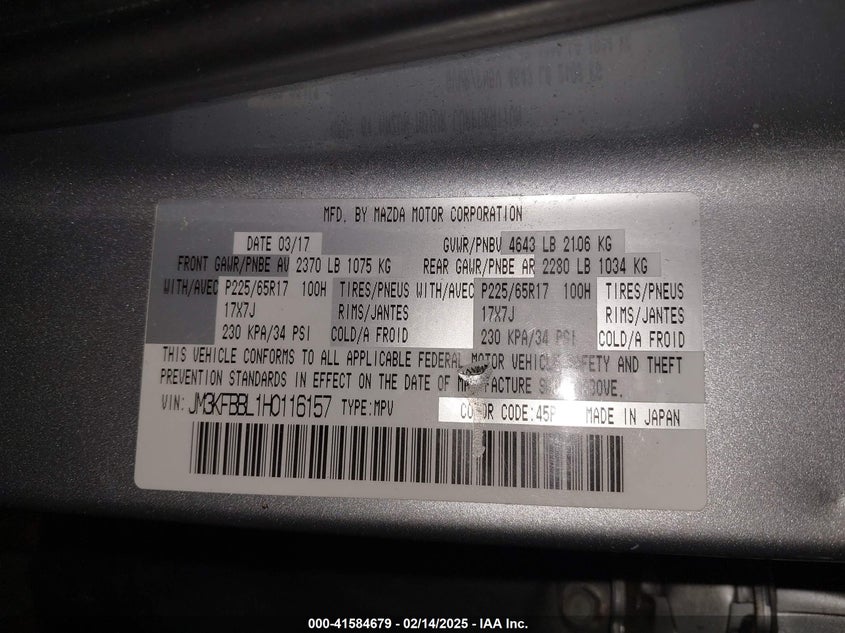 MFD. BY MAZDA MOTOR CORPORATION
DATE 03/17 GVWR/PNBV 4643 LB 2106 KG
FRONT GAWR/PNBE AV 2370 LB 1075 KG REAR GAWR/PNBE AR 2280 LB 1034 KG
WITH/AVEC P225/65R17 100H TIRES/PNEUS WITH/AVEC P225/65R17 100H TIRES/PNEUS
17X7J RIMS/JANTES 17X7J RIMS/JANTES
230 KPA/34 PSI COLD/A FROID 230 KPA/34 PSI COLD/A FROID
THIS VEHICLE CONFORMS TO ALL APPLICABLE FEDERAL MOTOR VEHICLE SAFETY AND THEFT
PREVENTION STANDARDS IN EFFECT ON THE DATE OF MANUFACTURE SHOWN ABOVE.
VIN: JM3KFBBL1H0116157 TYPE:MPV COLOR CODE:45P MADE IN JAPAN
000-41584679 - 02/14/2025 - IAA Inc.